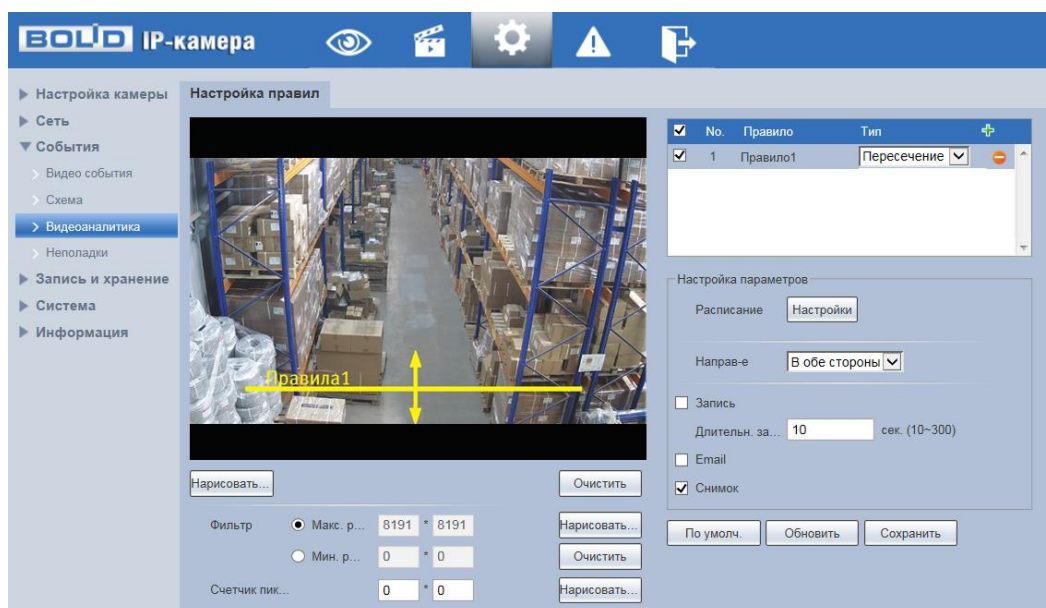 BOLID IP-камера
Настройка камеры
Сеть
События
Видео события
Схема
Видеоаналитика
Неполадки
Запись и хранение
Система
Информация
Настройка правил
Правила1
Нарисовать...
Очистить
Фильтр Макс. р... 8191 * 8191 Нарисовать...
Мин. р... 0 * 0 Очистить
Счетчик пик... 0 * 0 Нарисовать...
No. Правило Тип
1 Правило1 Пересечение
Настройка параметров
Расписание Настройки
Направ-е В обе стороны
Запись
Длительн. за... 10 сек. (10~300)
Email
Снимок
По умолч. Обновить Сохранить